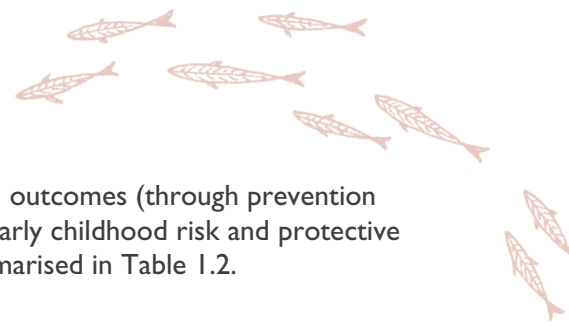 outcomes (through prevention
arly childhood risk and protective
marised in Table 1.2.